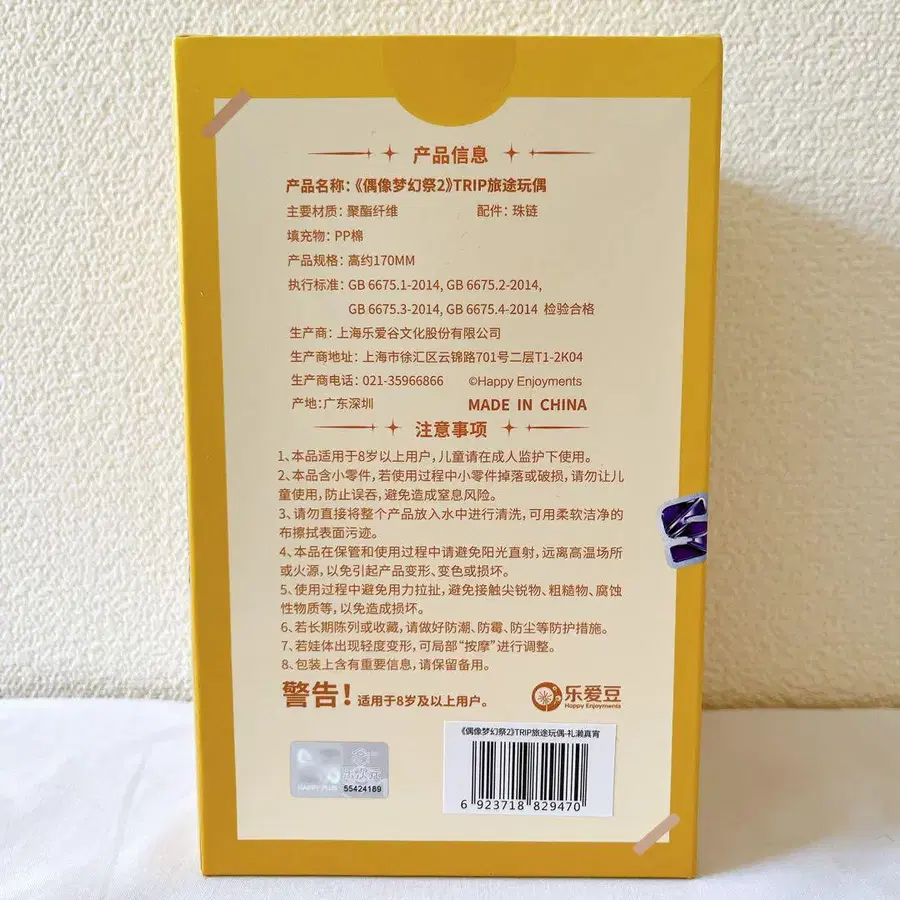 产品信息
产品名称：《偶像梦幻祭2》TRIP旅途玩偶
主要材质：聚酯纤维 配件：珠链
填充物：PP棉
产品规格：高约170MM
执行标准：GB 6675.1-2014, GB 6675.2-2014,
GB 6675.3-2014, GB 6675.4-2014 检验合格
生产商：上海乐爱谷文化股份有限公司
生产商地址：上海市徐汇区云锦路701号二层T1-2K04
生产商电话：021-35966866 ©Happy Enjoyments
产地：广东深圳 MADE IN CHINA
注意事项
1、本品适用于8岁以上用户，儿童请在成人监护下使用。
2、本品含小零件，若使用过程中小零件掉落或破损，请勿让儿
童使用，防止误吞，避免造成窒息风险。
3、请勿直接将整个产品放入水中进行清洗，可用柔软洁净的
布擦拭表面污迹。
4、本品在保管和使用过程中请避免阳光直射，远离高温场所
或火源，以免引起产品变形、变色或损坏。
5、使用过程中避免用力拉扯，避免接触尖锐物、粗糙物、腐蚀
性物质等，以免造成损坏。
6、若长期陈列或收藏，请做好防潮、防霉、防尘等防护措施。
7、若娃体出现轻度变形，可局部“按摩”进行调整。
8、包装上含有重要信息，请保留备用。
警告！适用于8岁及以上用户。
乐爱豆
Happy Enjoyments
《偶像梦幻祭2》TRIP旅途玩偶-礼濑真宵
6 923718 829470
HAPPY PLUS 55424189